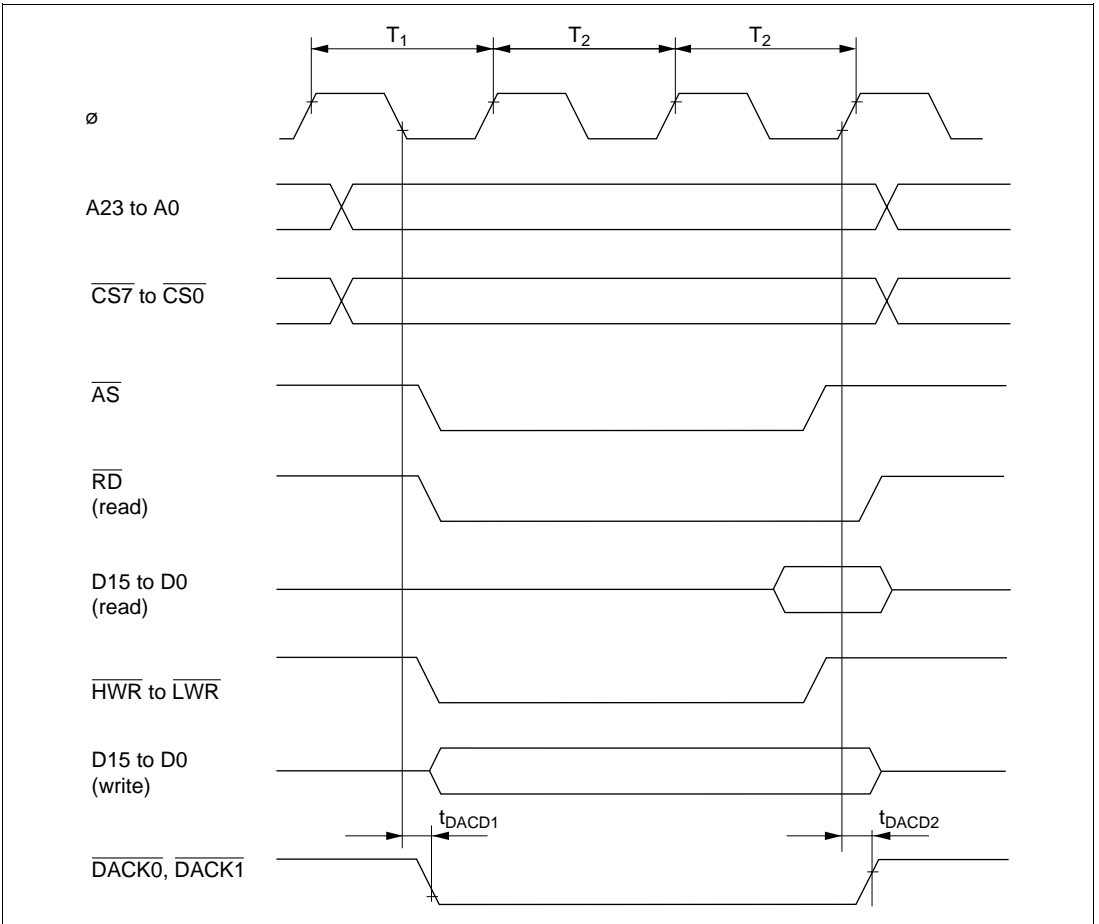 T1 T2 T2
ø
A23 to A0
CS7 to CS0
AS
RD
(read)
D15 to D0
(read)
HWR to LWR
D15 to D0
(write)
tDACD1 tDACD2
DACK0, DACK1